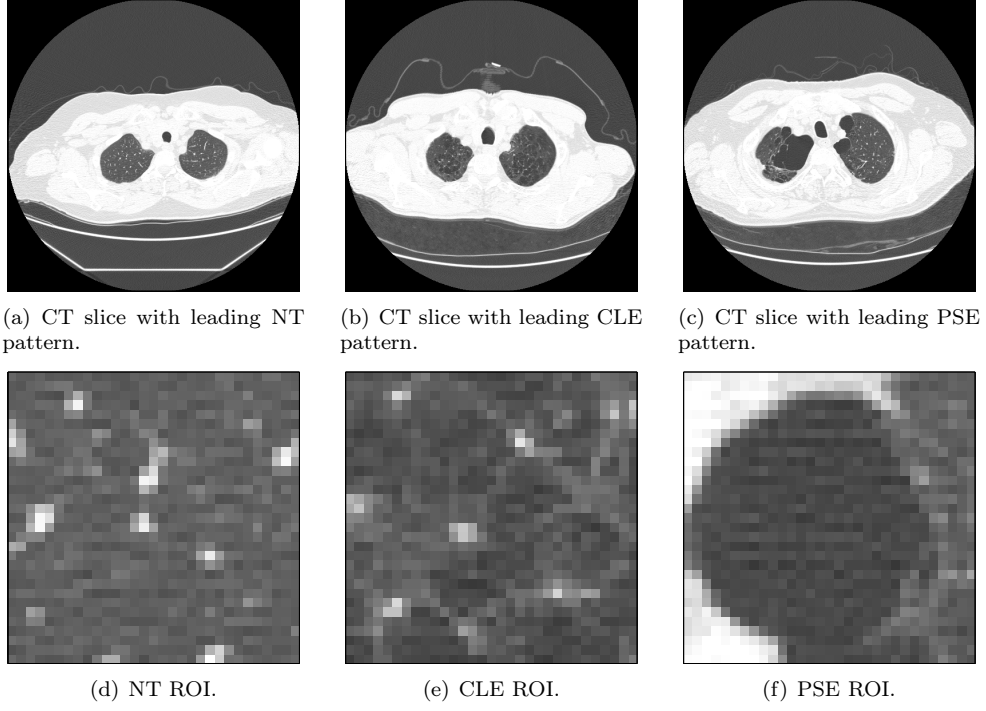 (a) CT slice with leading NT pattern.
(b) CT slice with leading CLE pattern.
(c) CT slice with leading PSE pattern.
(d) NT ROI.
(e) CLE ROI.
(f) PSE ROI.